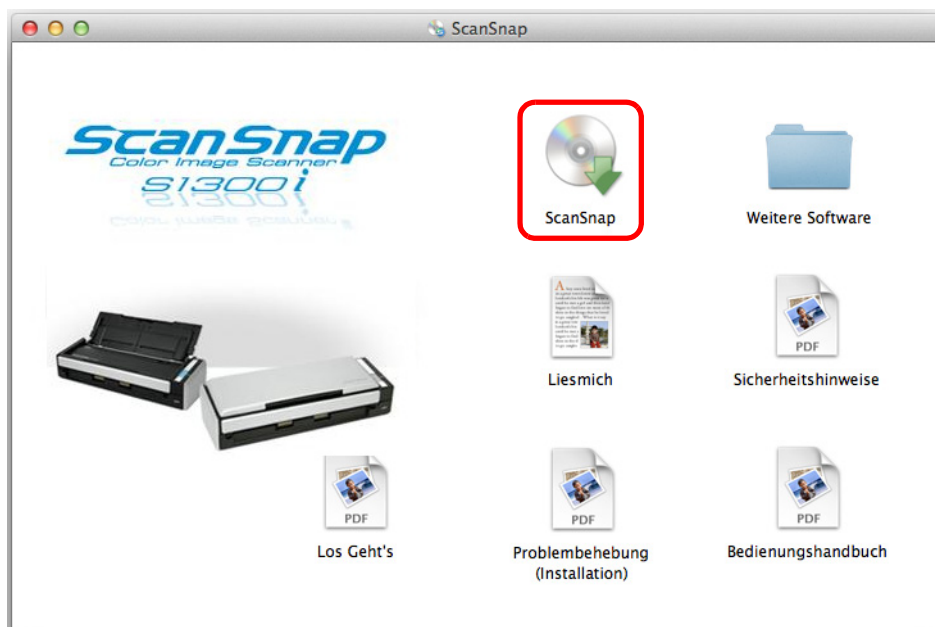 ScanSnap
ScanSnap
Color Image Scanner
S1300i
ScanSnap
Weitere Software
Liesmich
PDF
Sicherheitshinweise
PDF
Los Geht's
PDF
Problembehebung
(Installation)
PDF
Bedienungshandbuch